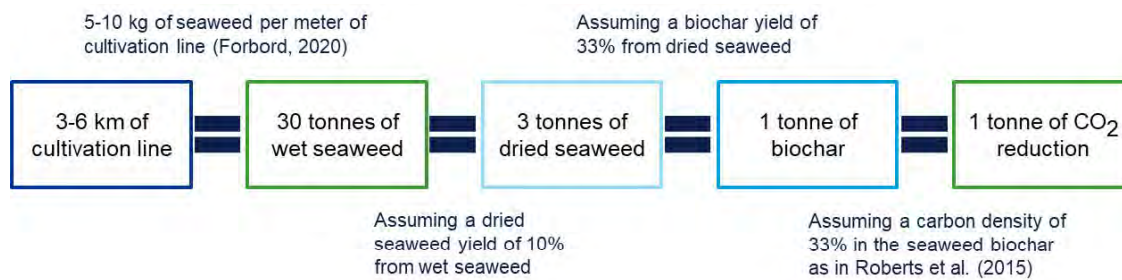 5-10 kg of seaweed per meter of
cultivation line (Forbord, 2020)
Assuming a biochar yield of
33% from dried seaweed
3-6 km of
cultivation line
30 tonnes of
wet seaweed
3 tonnes of
dried seaweed
1 tonne of
biochar
1 tonne of CO₂
reduction
Assuming a dried
seaweed yield of 10%
from wet seaweed
Assuming a carbon density of
33% in the seaweed biochar
as in Roberts et al. (2015)